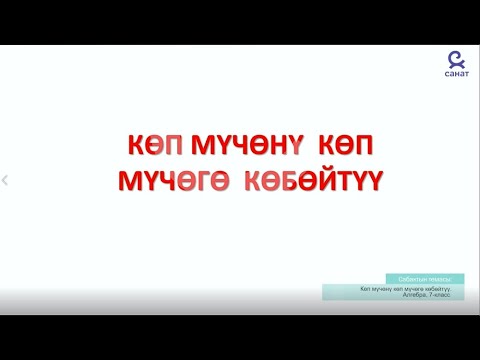 санат
КӨП МҮЧӨНҮ КӨП
МҮЧӨГӨ КӨБӨЙТҮҮ
Сабактын темасы
Көп мүчөнү көп мүчөгө көбөйтүү.
Алгебра, 7-класс